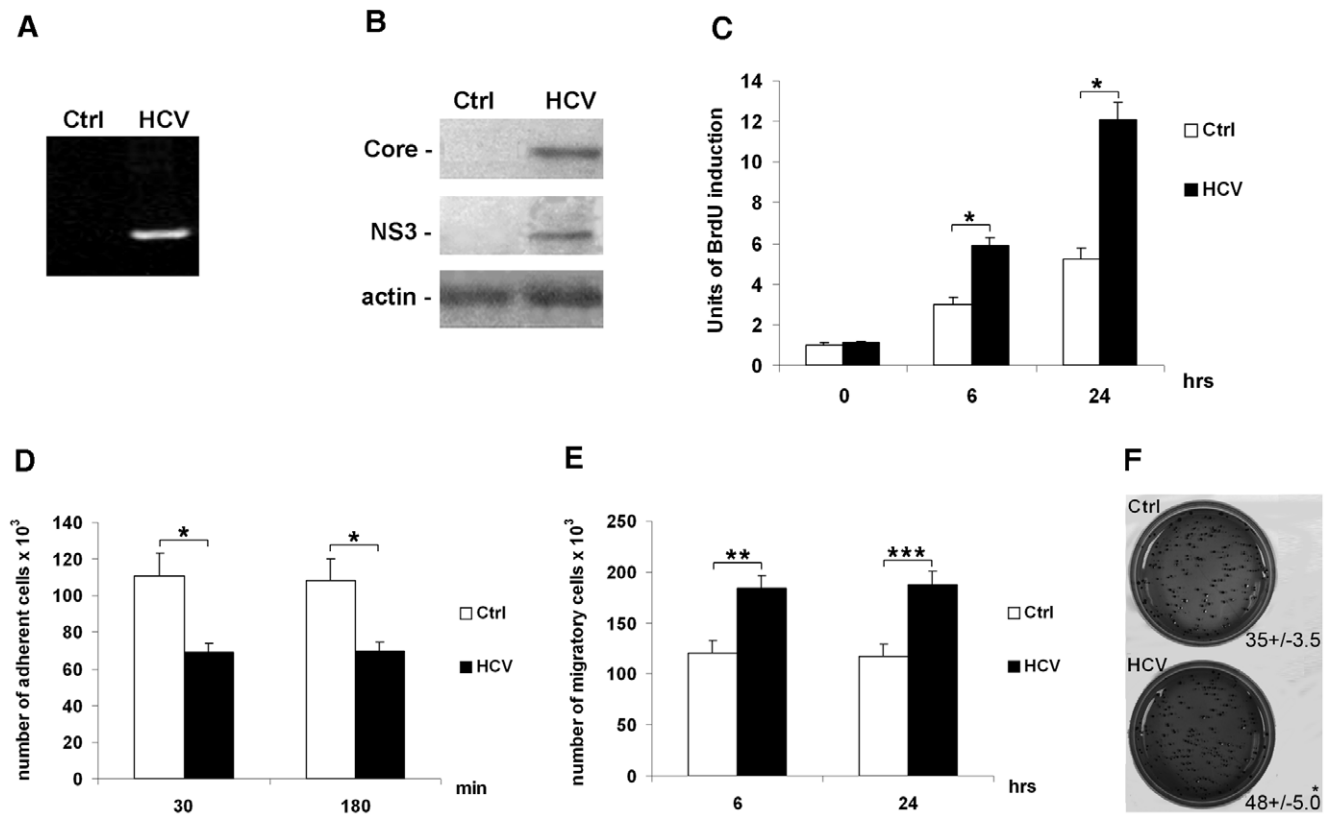 A
Ctrl HCV
B
Ctrl HCV
Core -
NS3 -
actin -
C
Units of BrdU induction
14
12
10
8
6
4
2
0
*
*
0 6 24 hrs
Ctrl
HCV
D
number of adherent cells x 10³
140
120
100
80
60
40
20
0
* *
30 180 min
Ctrl
HCV
E
number of migratory cells x 10³
250
200
150
100
50
0
** ***
6 24 hrs
Ctrl
HCV
F
Ctrl
35+/-3.5
HCV
*
48+/-5.0